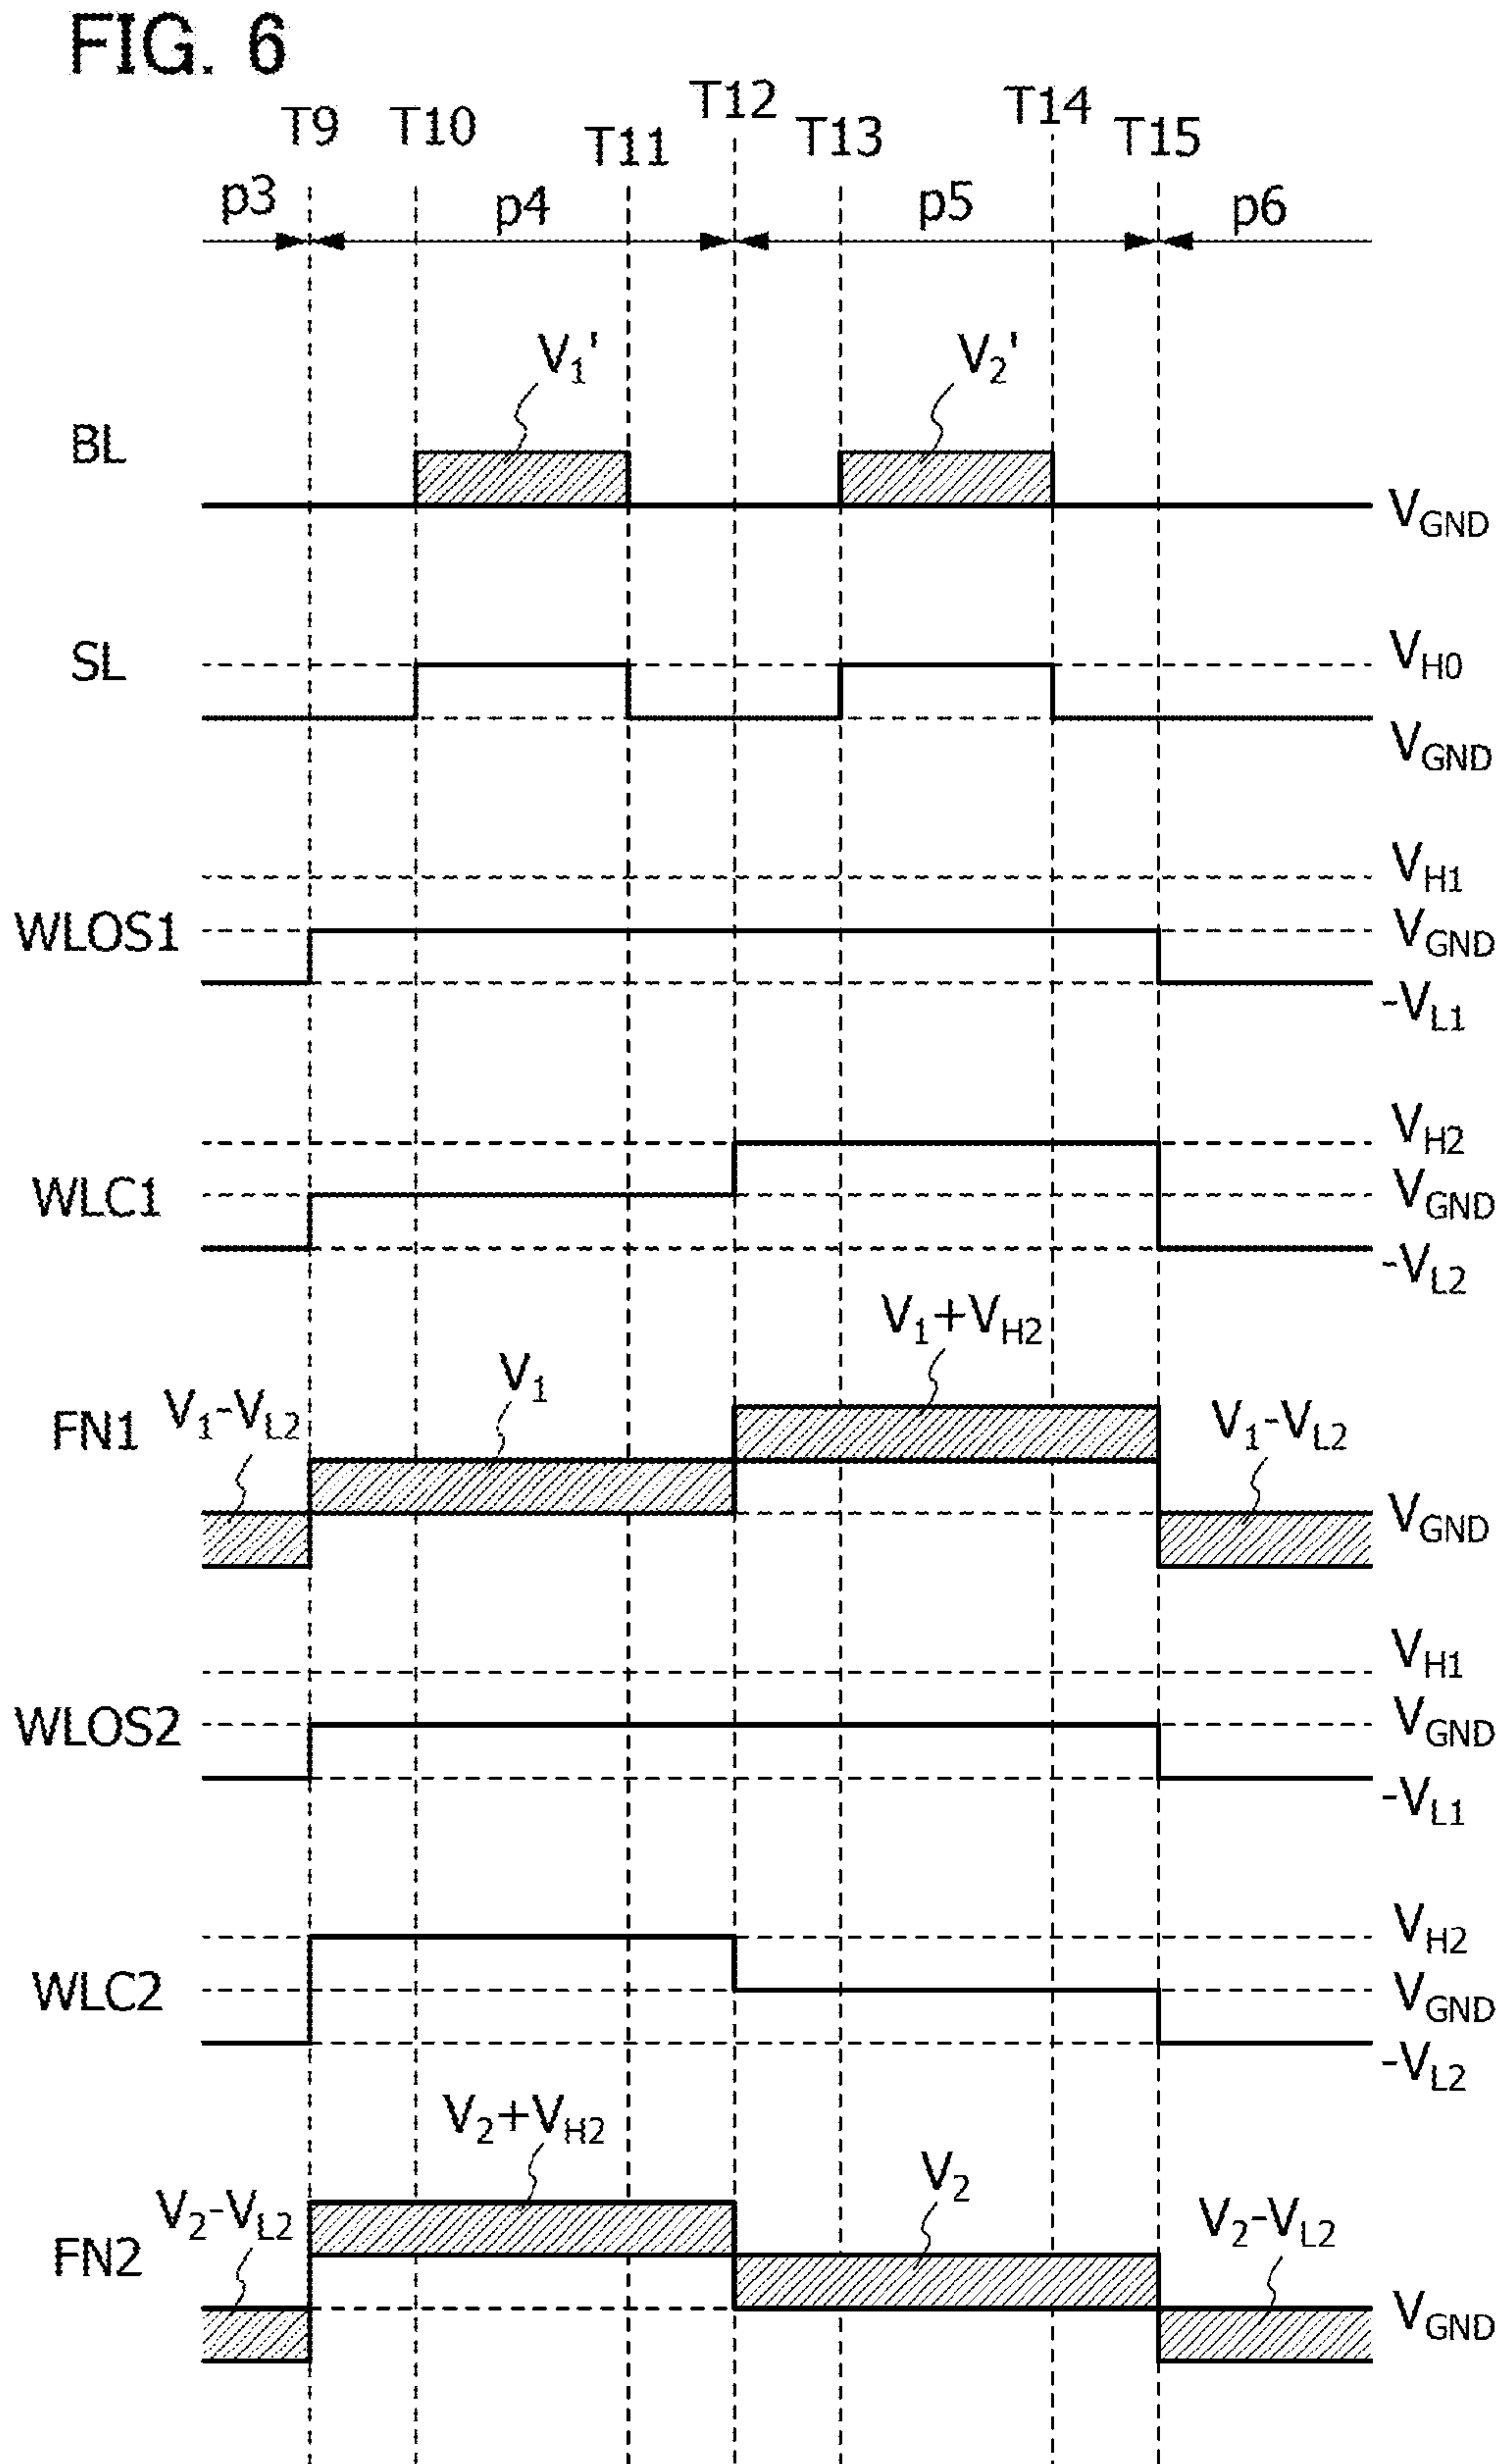 FIG. 6
T9 T10 T11 T12 T13 T14 T15
p3 p4 p5 p6
V1' V2'
BL
VGND
SL
VH0
VGND
VH1
WLOS1
VGND
-VL1
VH2
WLC1
VGND
-VL2
V1+VH2
V1
V1-VL2
FN1
V1-VL2
VGND
VH1
WLOS2
VGND
-VL1
VH2
WLC2
VGND
-VL2
V2+VH2
V2
V2-VL2
V2-VL2
FN2
VGND